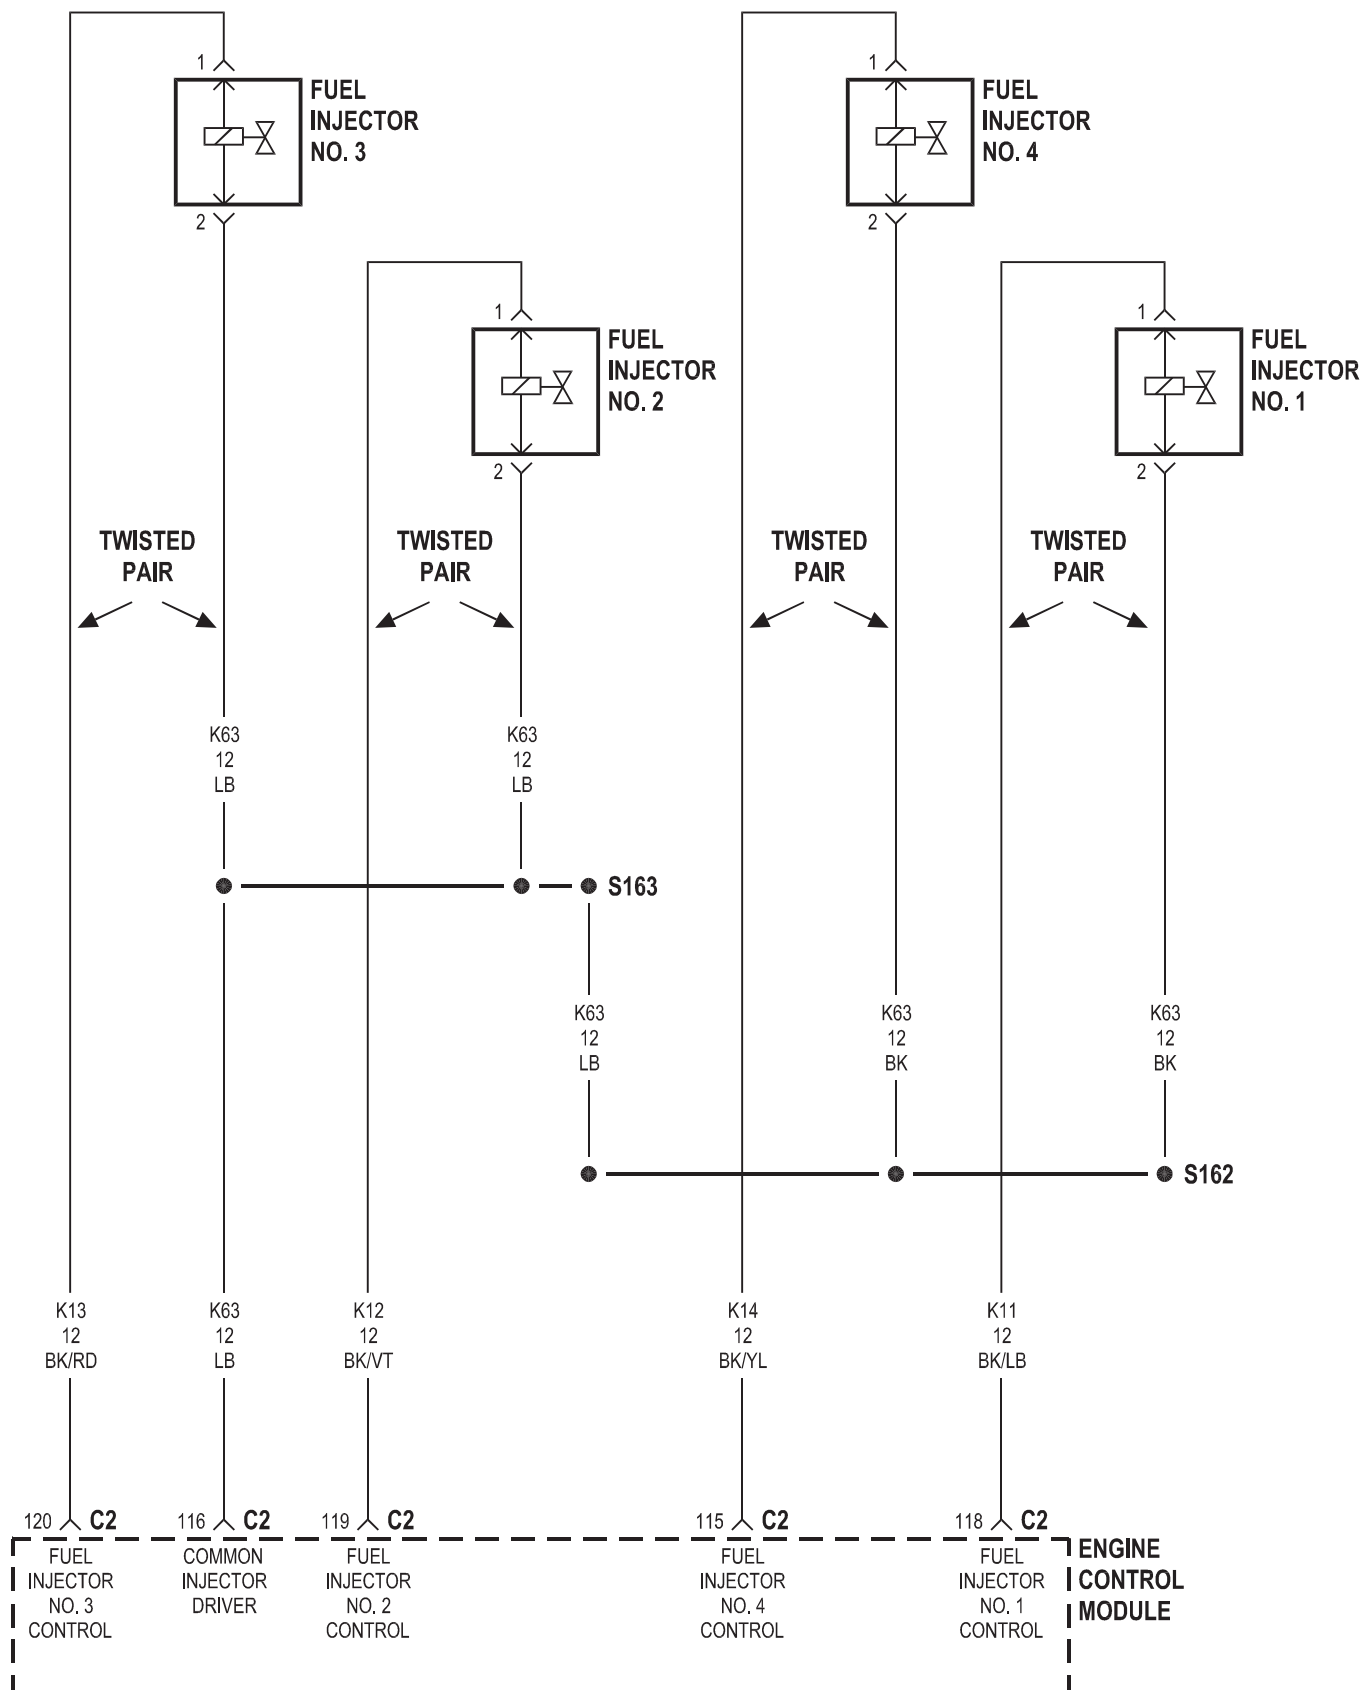 1
FUEL
INJECTOR
NO. 3
2
1
FUEL
INJECTOR
NO. 4
2
1
FUEL
INJECTOR
NO. 2
2
1
FUEL
INJECTOR
NO. 1
2
TWISTED
PAIR
TWISTED
PAIR
TWISTED
PAIR
TWISTED
PAIR
K63
12
LB
K63
12
LB
S163
K63
12
LB
K63
12
BK
K63
12
BK
S162
K13
12
BK/RD
K63
12
LB
K12
12
BK/VT
K14
12
BK/YL
K11
12
BK/LB
120 C2
116 C2
119 C2
115 C2
118 C2
FUEL
INJECTOR
NO. 3
CONTROL
COMMON
INJECTOR
DRIVER
FUEL
INJECTOR
NO. 2
CONTROL
FUEL
INJECTOR
NO. 4
CONTROL
FUEL
INJECTOR
NO. 1
CONTROL
ENGINE
CONTROL
MODULE